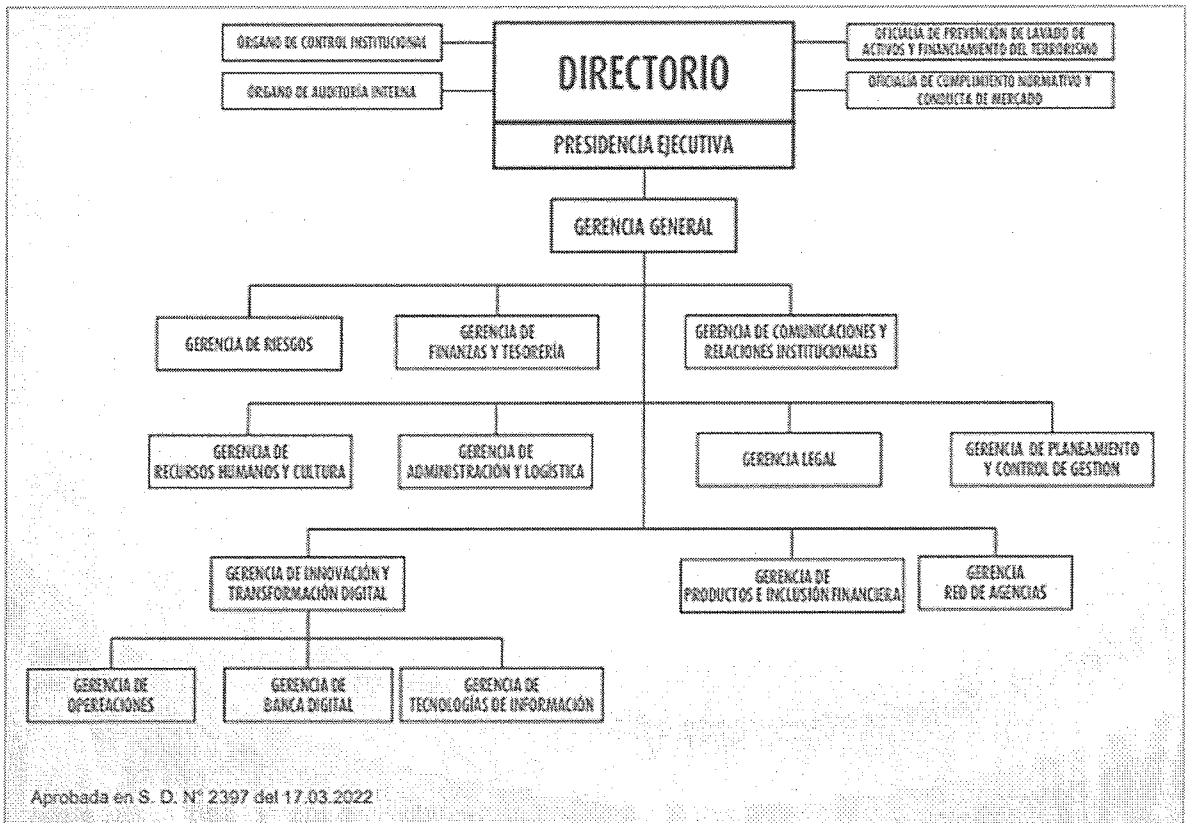 ÓRGANO DE CONTROL INSTITUCIONAL
ÓRGANO DE AUDITORÍA INTERNA
DIRECTORIO
PRESIDENCIA EJECUTIVA
OFICIALIA DE PREVENCIÓN DE LAVADO DE
ACTIVOS Y FINANCIAMIENTO DEL TERRORISMO
OFICIALIA DE CUMPLIMIENTO NORMATIVO Y
CONDUCTA DE MERCADO
GERENCIA GENERAL
GERENCIA DE RIESGOS
GERENCIA DE
FINANZAS Y TESORERÍA
GERENCIA DE COMUNICACIONES Y
RELACIONES INSTITUCIONALES
GERENCIA DE
RECURSOS HUMANOS Y CULTURA
GERENCIA DE
ADMINISTRACIÓN Y LOGÍSTICA
GERENCIA LEGAL
GERENCIA DE PLANEAMIENTO
Y CONTROL DE GESTION
GERENCIA DE INNOVACIÓN Y
TRANSFORMACIÓN DIGITAL
GERENCIA DE
PRODUCTOS E INCLUSIÓN FINANCIERA
GERENCIA
RED DE AGENCIAS
GERENCIA DE
OPEREACIONES
GERENCIA DE
BANCA DIGITAL
GERENCIA DE
TECNOLOGÍAS DE INFORMACIÓN
Aprobada en S. D. N° 2397 del 17.03.2022